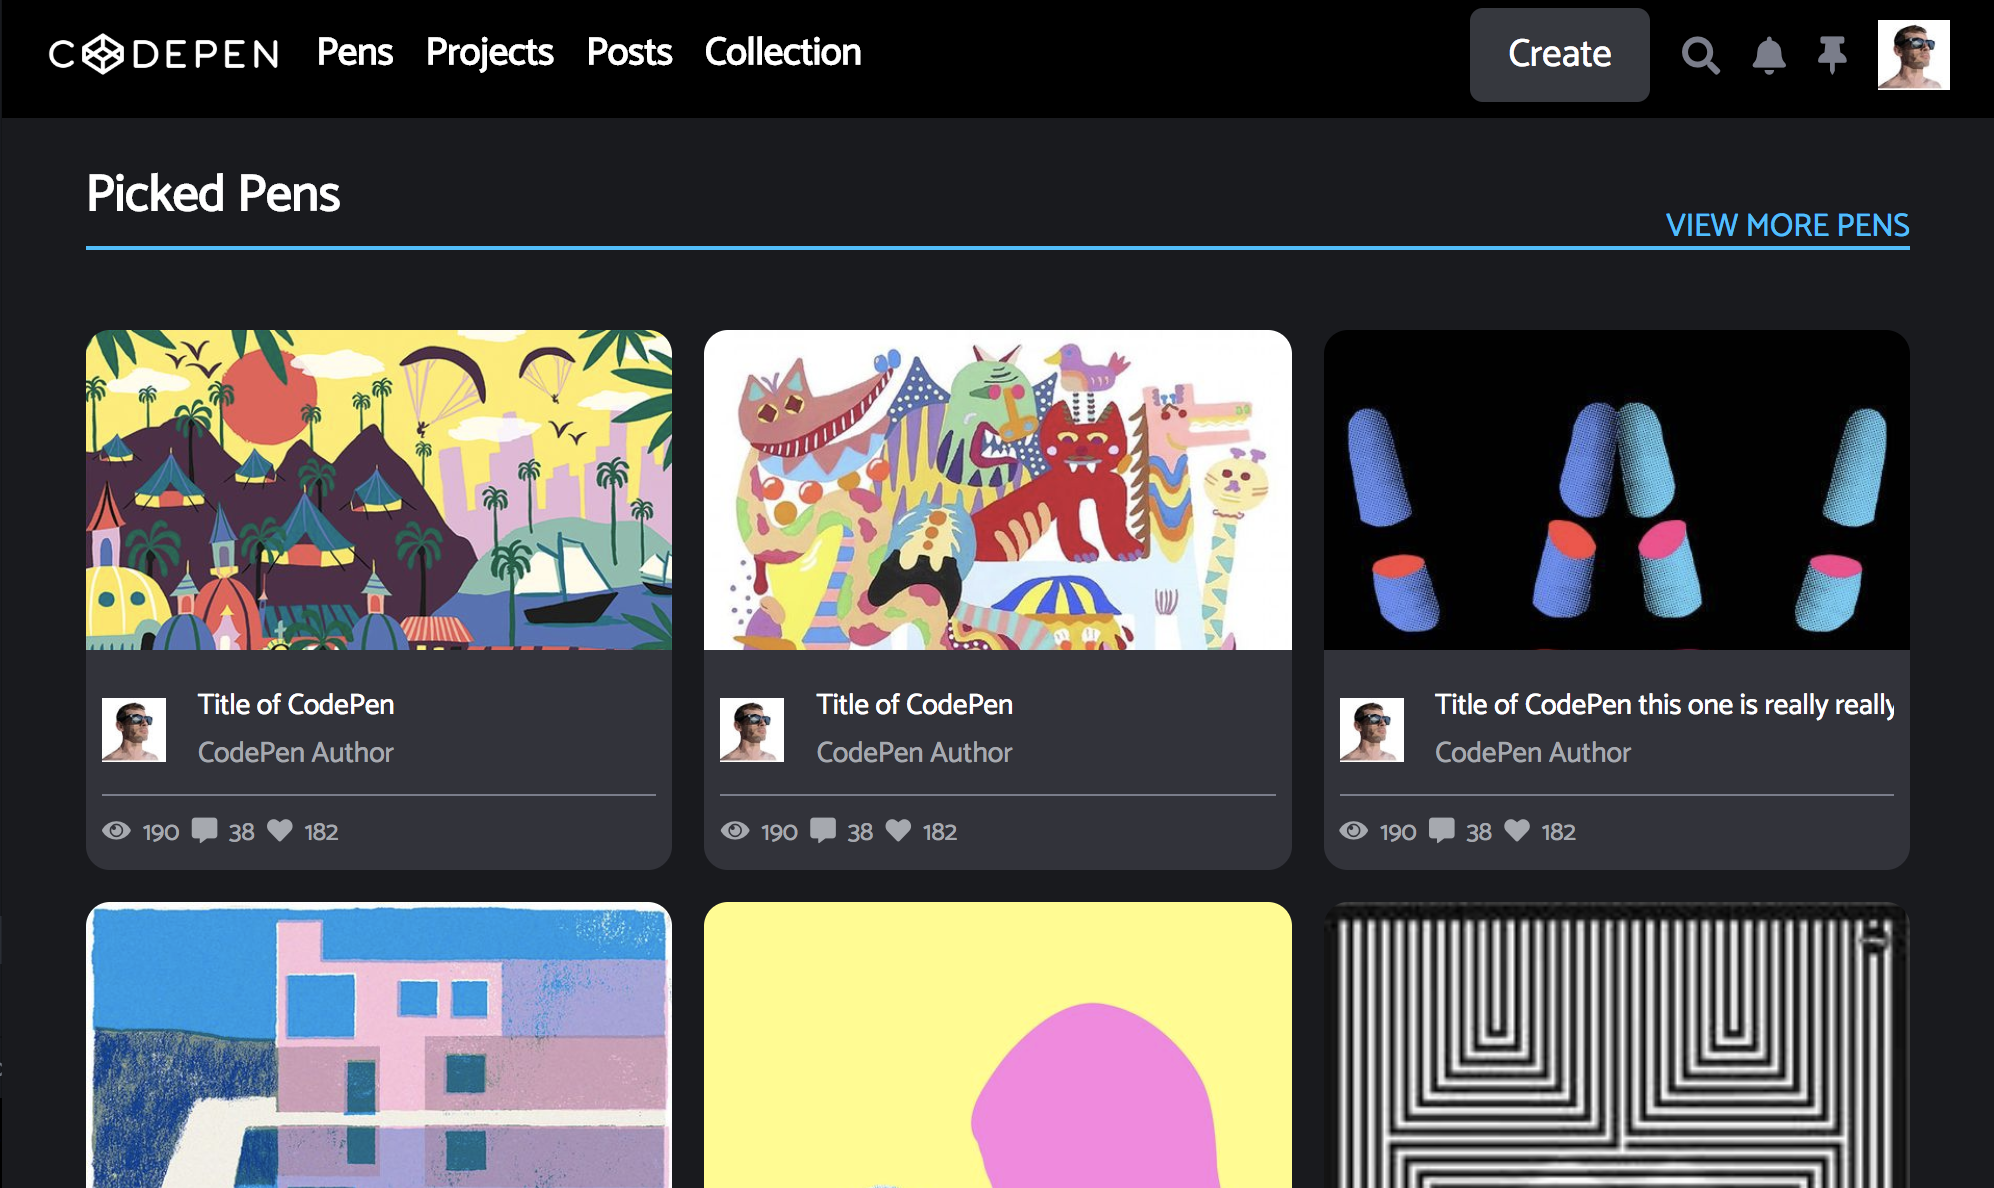 CODEPEN Pens Projects Posts Collection Create
Picked Pens
VIEW MORE PENS
Title of CodePen
CodePen Author
190 38 182
Title of CodePen
CodePen Author
190 38 182
Title of CodePen this one is really really
CodePen Author
190 38 182